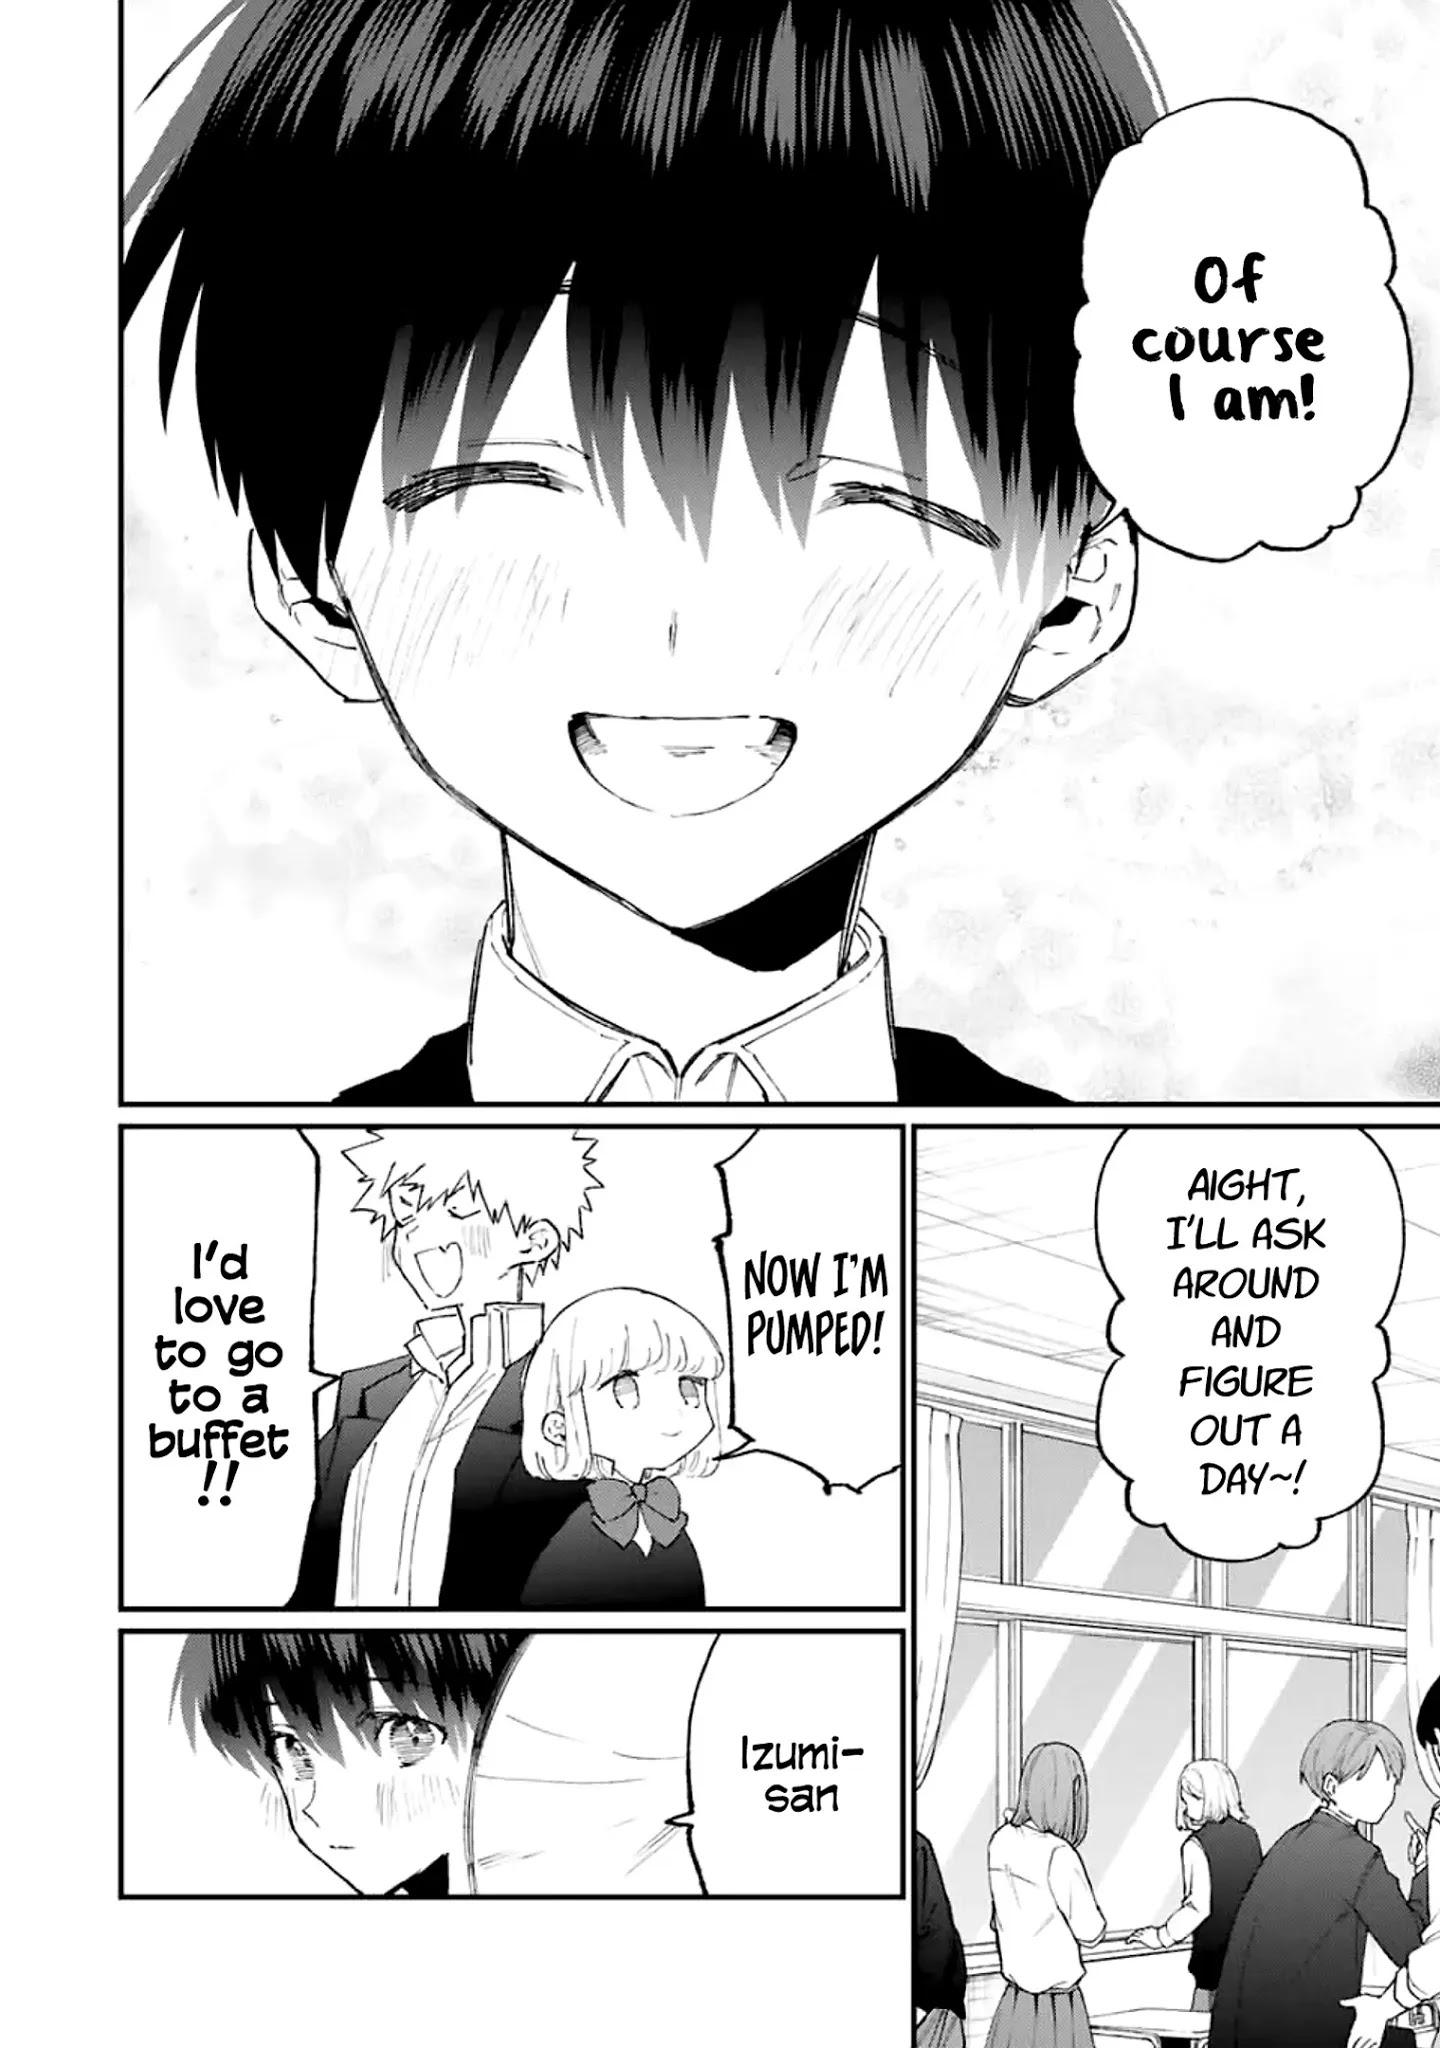 Of
course
I am!
AIGHT,
I'LL ASK
AROUND
AND
FIGURE
OUT A
DAY~!
NOW I'M
PUMPED!
I'd
love
to go
to a
buffet
!!
Izumi-
san